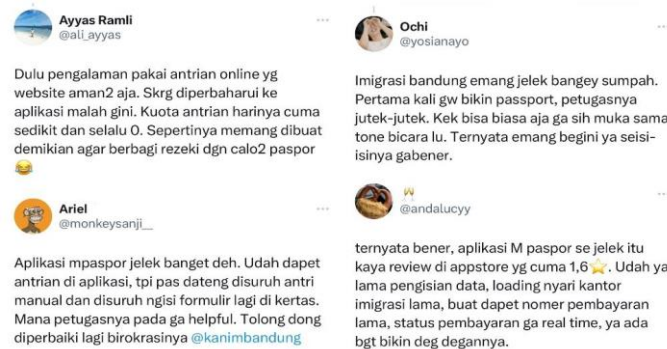 Ayyas Ramli
@ali_ayyas
Dulu pengalaman pakai antrian online yg
website aman2 aja. Skrg diperbaharui ke
aplikasi malah gini. Kuota antrian harinya cuma
sedikit dan selalu 0. Sepertinya memang dibuat
demikian agar berbagi rezeki dgn calo2 paspor
😂
Ariel
@monkeysanji__
Aplikasi mpaspor jelek banget deh. Udah dapet
antrian di aplikasi, tpi pas dateng disuruh antri
manual dan disuruh ngisi formulir lagi di kertas.
Mana petugasnya pada ga helpful. Tolong dong
diperbaiki lagi birokrasinya @kanimbandung
Ochi
@yosianayo
Imigrasi bandung emang jelek bangey sumpah.
Pertama kali gw bikin passport, petugasnya
jutek-jutek. Kek bisa biasa aja ga sih muka sama
tone bicara lu. Ternyata emang begini ya seisi-
isinya gabener.
🥂
@andalucyy
ternyata bener, aplikasi M paspor se jelek itu
kaya review di appstore yg cuma 1,6⭐. Udah ya
lama pengisian data, loading nyari kantor
imigrasi lama, buat dapet nomer pembayaran
lama, status pembayaran ga real time, ya ada
bgt bikin deg degannya.